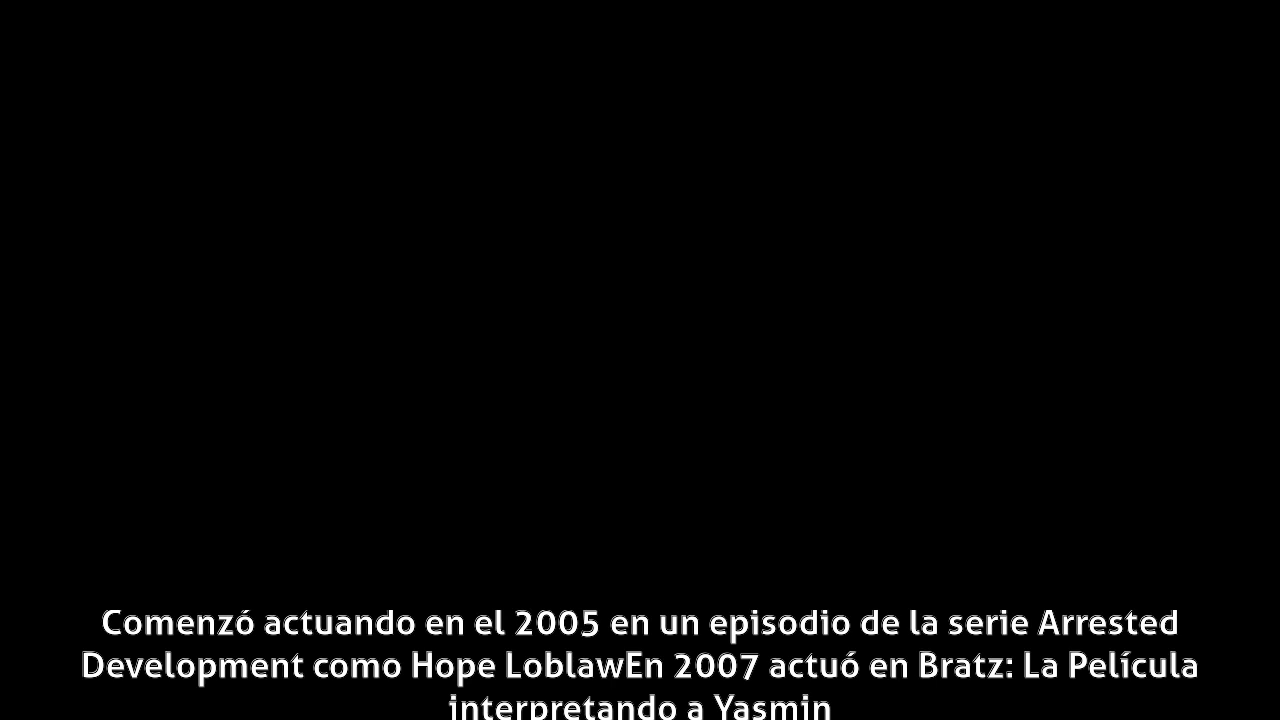 Comenzó actuando en el 2005 en un episodio de la serie Arrested
Development como Hope LoblawEn 2007 actuó en Bratz: La Película
interpretando a Yasmin